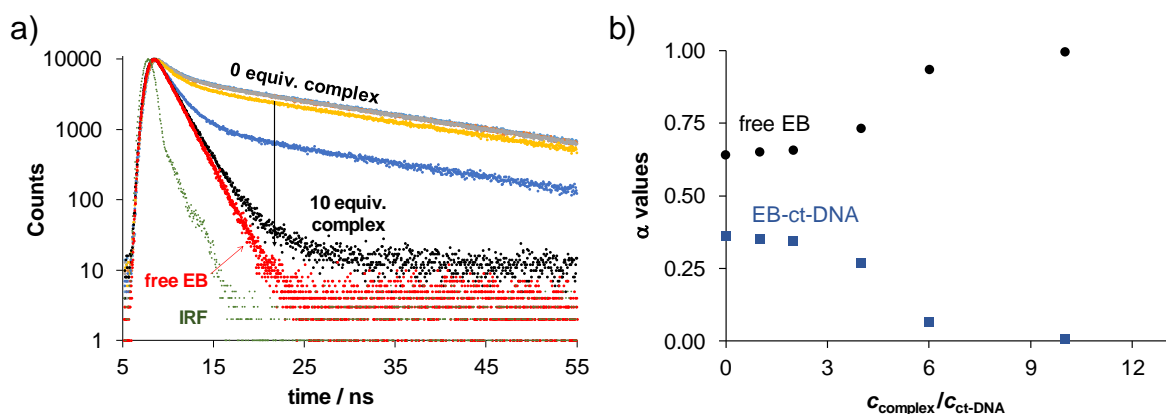 a)
10000
1000
100
10
1
Counts
0 equiv. complex
10 equiv.
complex
free EB
IRF
5 15 25 35 45 55
time / ns
b)
1.00
0.75
0.50
0.25
0.00
α values
free EB
EB-ct-DNA
0 3 6 9 12
c complex/c ct-DNA